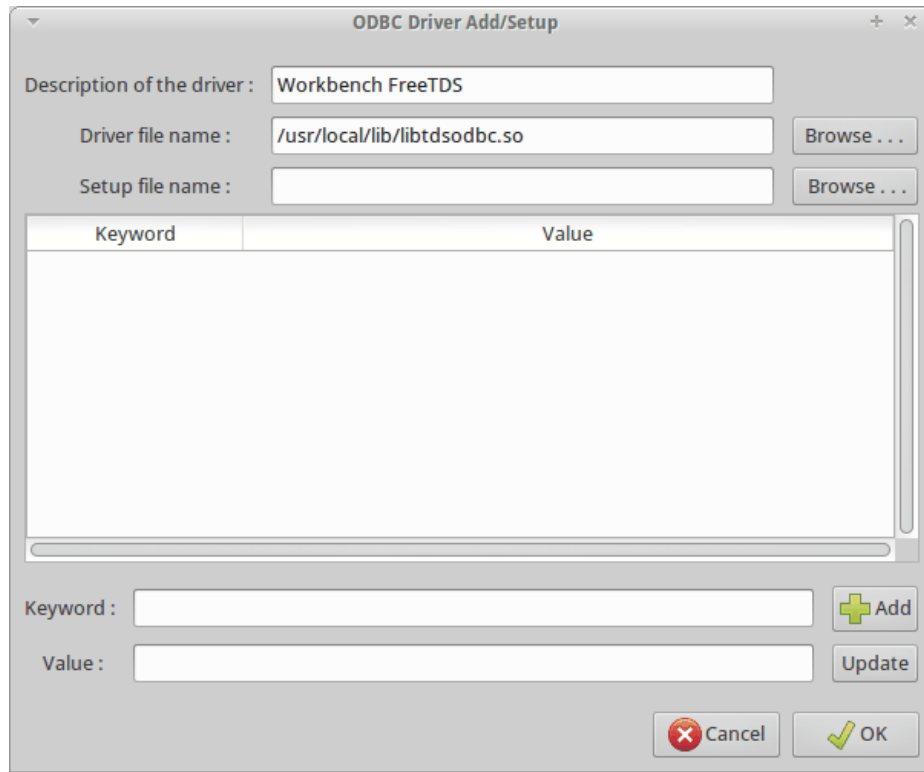 ODBC Driver Add/Setup
Description of the driver : Workbench FreeTDS
Driver file name : /usr/local/lib/libtdsodbc.so Browse . . .
Setup file name : Browse . . .
Keyword Value
Keyword : Add
Value : Update
Cancel OK